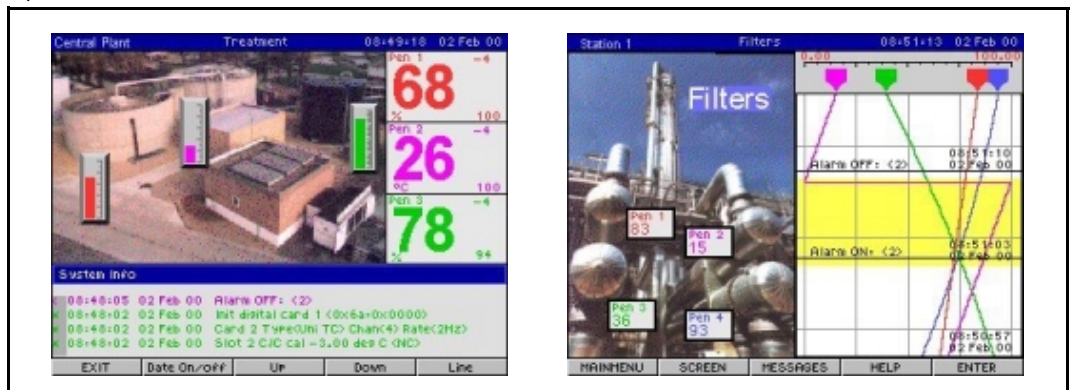 Central Plant Treatment 08:49:18 02 Feb 00
Pen 1 -4
68
% 100
Pen 2 -4
26
°C 100
Pen 3 -4
78
% 94
System Info
08:48:05 02 Feb 00 Alarm OFF: <2>
08:48:02 02 Feb 00 Init digital card 1 <0x6a:0x0000>
08:48:02 02 Feb 00 Card 2 Type(Uni TC) Chan(4) Rate(2Hz)
08:48:02 02 Feb 00 Slot 2 CJC cal -3.00 deg C (NC)
EXIT Date On/off Up Down Line
Station 1 Filters 08:51:13 02 Feb 00
0.00 100.00
Filters
08:51:10
Alarm OFF: <2> 02 Feb 00
Pen 1
83
Pen 2
15
08:51:03
Alarm ON: <2> 02 Feb 00
Pen 3
36
Pen 4
93
08:50:57
02 Feb 00
MAINMENU SCREEN MESSAGES HELP ENTER